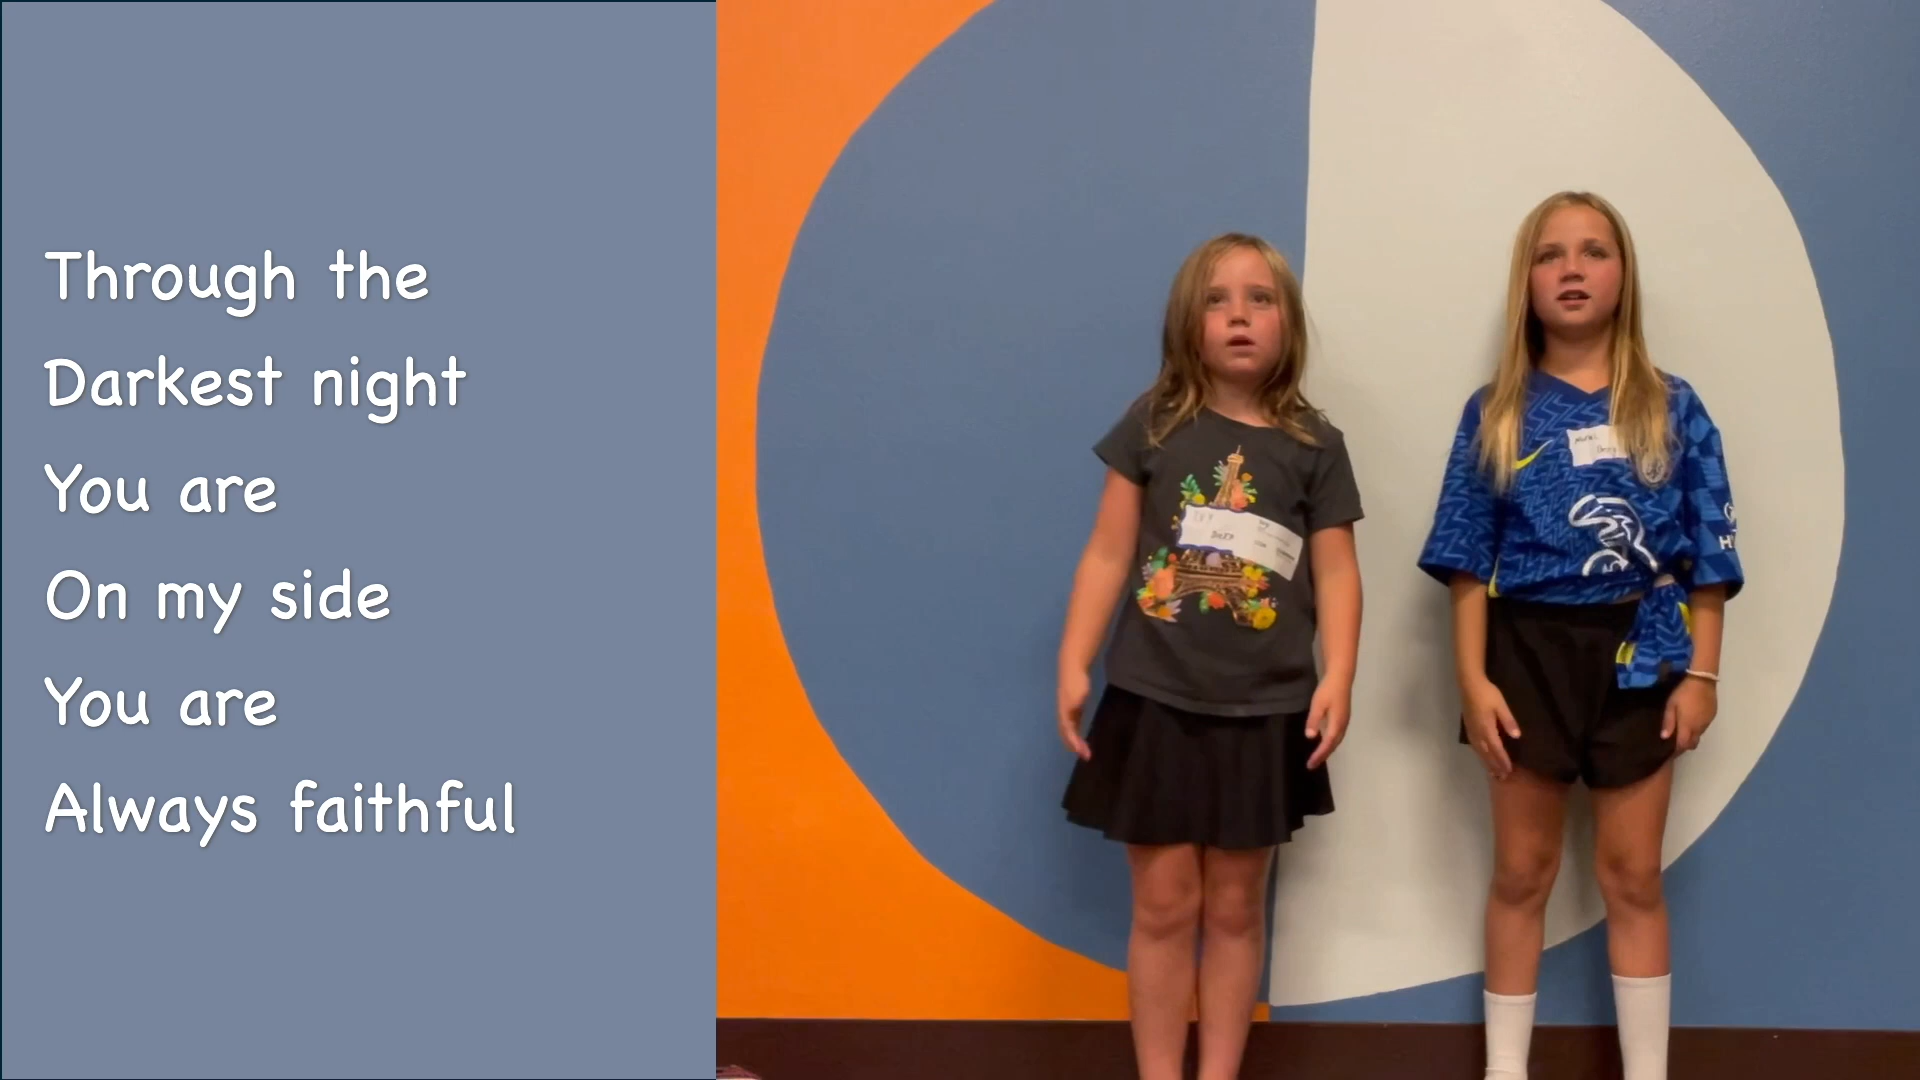 Through the
Darkest night
You are
On my side
You are
Always faithful